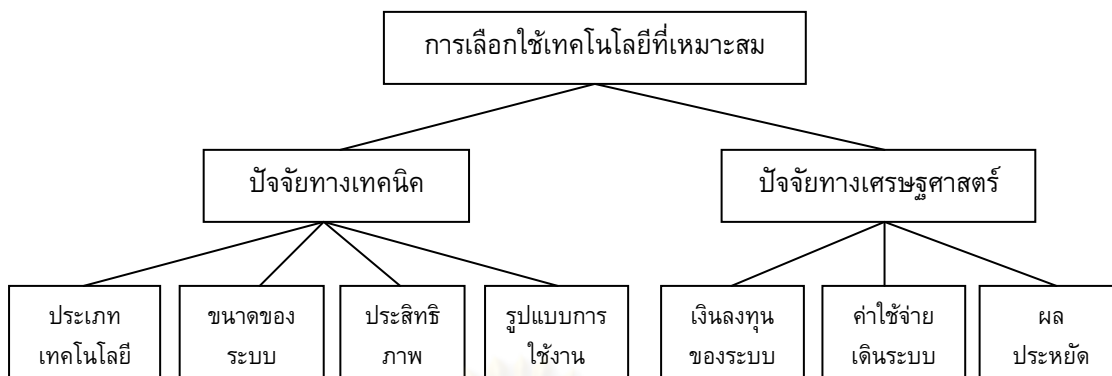 การเลือกใช้เทคโนโลยีที่เหมาะสม
ปัจจัยทางเทคนิค
ปัจจัยทางเศรษฐศาสตร์
ประเภท
เทคโนโลยี
ขนาดของ
ระบบ
ประสิทธิ
ภาพ
รูปแบบการ
ใช้งาน
เงินลงทุน
ของระบบ
ค่าใช้จ่าย
เดินระบบ
ผล
ประหยัด